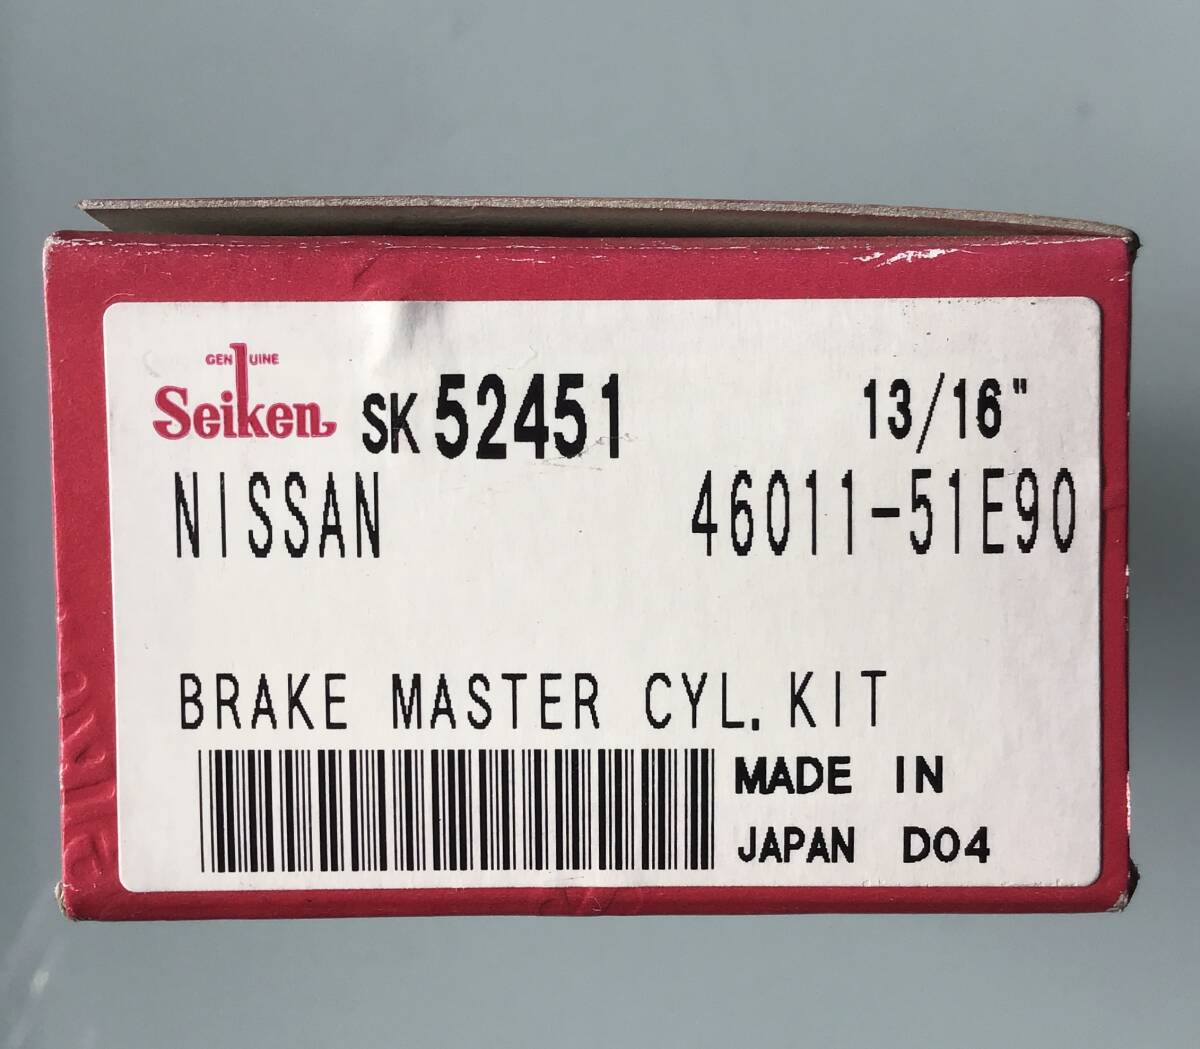 GENUINE
Seiken SK 52451 13/16"
NISSAN 46011-51E90
BRAKE MASTER CYL. KIT
MADE IN
JAPAN D04